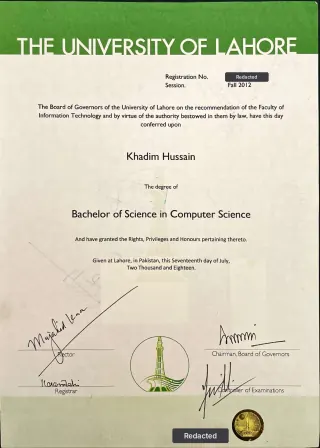 THE UNIVERSITY OF LAHORE
Registration No. Redacted
Session. Fall 2012
The Board of Governors of the University of Lahore on the recommendation of the Faculty of
Information Technology and by virtue of the authority bestowed in them by law, have this day
conferred upon
Khadim Hussain
The degree of
Bachelor of Science in Computer Science
And have granted the Rights, Privileges and Honours pertaining thereto.
Given at Lahore, in Pakistan, this Seventeenth day of July,
Two Thousand and Eighteen.
Rector
Chairman, Board of Governors
Registrar
of Examinations
Redacted